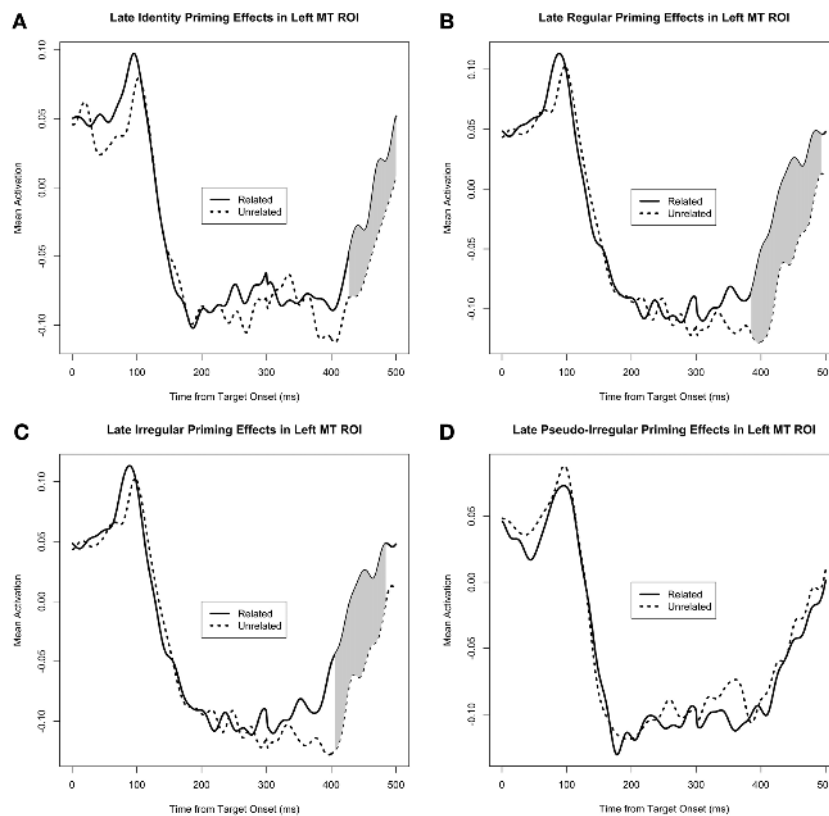 A
Late Identity Priming Effects in Left MT ROI
Mean Activation
0.10
0.05
0.00
-0.05
-0.10
Related
Unrelated
0 100 200 300 400 500
Time from Target Onset (ms)
B
Late Regular Priming Effects in Left MT ROI
Mean Activation
0.10
0.05
0.00
-0.05
-0.10
Related
Unrelated
0 100 200 300 400 50
Time from Target Onset (ms)
C
Late Irregular Priming Effects in Left MT ROI
Mean Activation
0.10
0.05
0.00
-0.05
-0.10
Related
Unrelated
0 100 200 300 400 500
Time from Target Onset (ms)
D
Late Pseudo-Irregular Priming Effects in Left MT ROI
Mean Activation
0.05
0.00
-0.05
-0.10
Related
Unrelated
0 100 200 300 400 50
Time from Target Onset (ms)